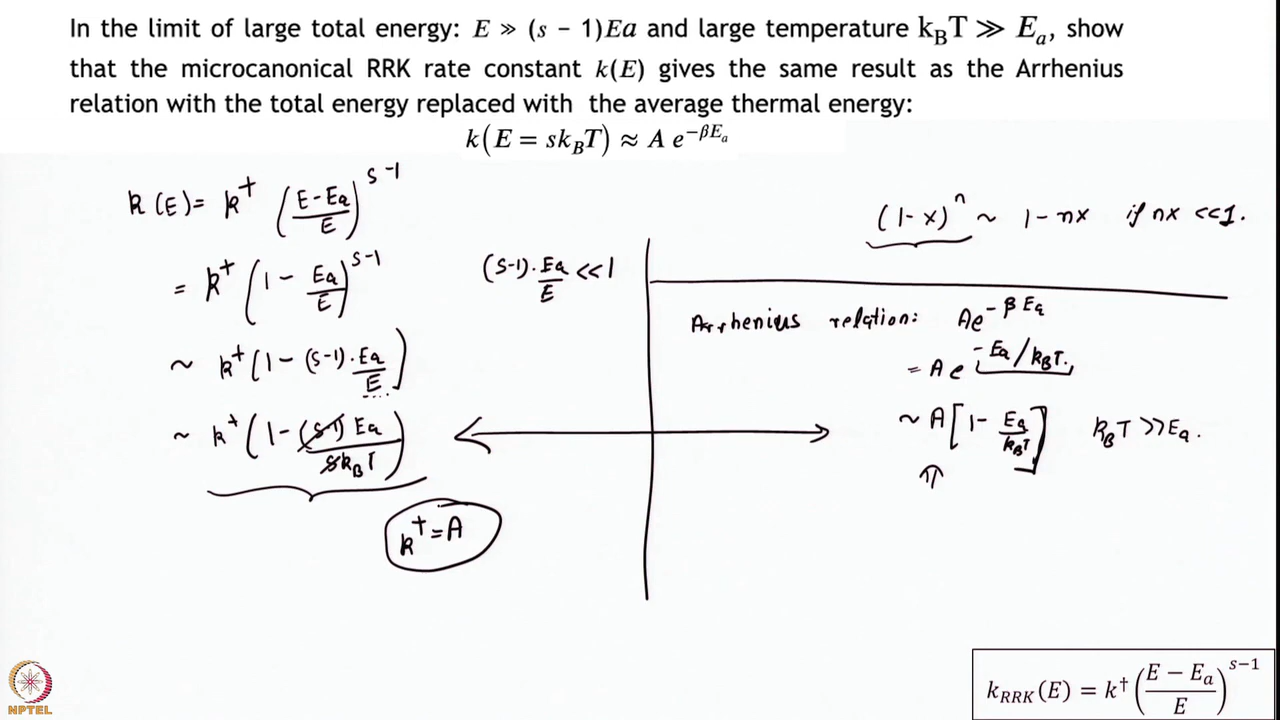 In the limit of large total energy: E ≫ (s − 1)Ea and large temperature k_BT ≫ E_a, show
that the microcanonical RRK rate constant k(E) gives the same result as the Arrhenius
relation with the total energy replaced with the average thermal energy:
k(E = sk_BT) ≈ A e^{−βE_a}
k(E) = k^† ((E − Ea)/E)^{s−1}
= k^† (1 − Ea/E)^{s−1}
(s−1)·Ea/E << 1
~ k^† (1 − (s−1)·Ea/E)
~ k^† (1 − (s−1) Ea/(sk_BT))
k^† = A
(1−x)^n ~ 1−nx if nx <<1.
Arrhenius relation: Ae^{−βEa}
= A e^{−Ea/k_BT}
~ A[1 − Ea/k_BT] k_BT >> Ea.
⇑
NPTEL
k_{RRK}(E) = k^† ((E − E_a)/E)^{s−1}